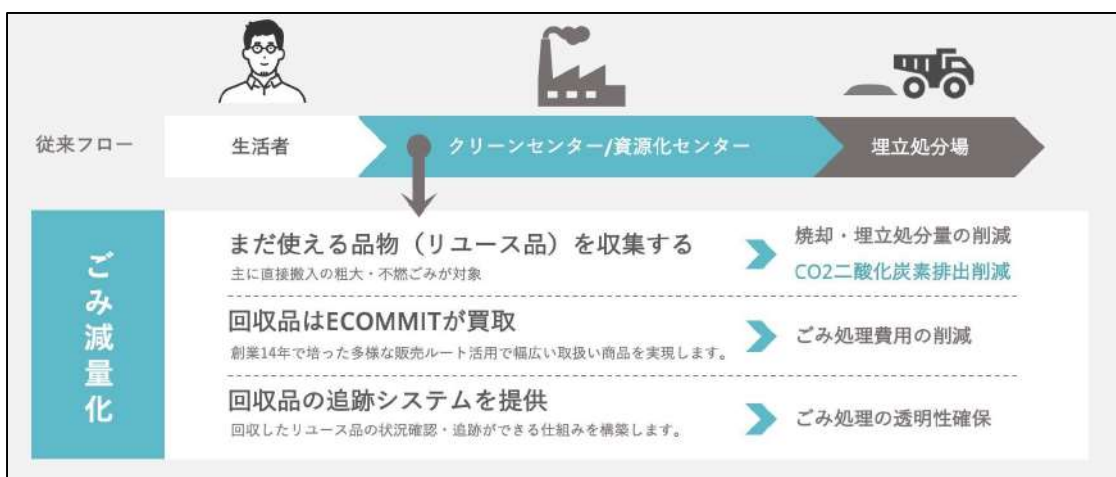 従来フロー
生活者
クリーンセンター/資源化センター
埋立処分場
ごみ減量化
まだ使える品物（リユース品）を収集する
主に直接搬入の粗大・不燃ごみが対象
焼却・埋立処分量の削減
CO2二酸化炭素排出削減
回収品はECOMMITが買取
創業14年で培った多様な販売ルート活用で幅広い取扱い商品を実現します。
ごみ処理費用の削減
回収品の追跡システムを提供
回収したリユース品の状況確認・追跡ができる仕組みを構築します。
ごみ処理の透明性確保